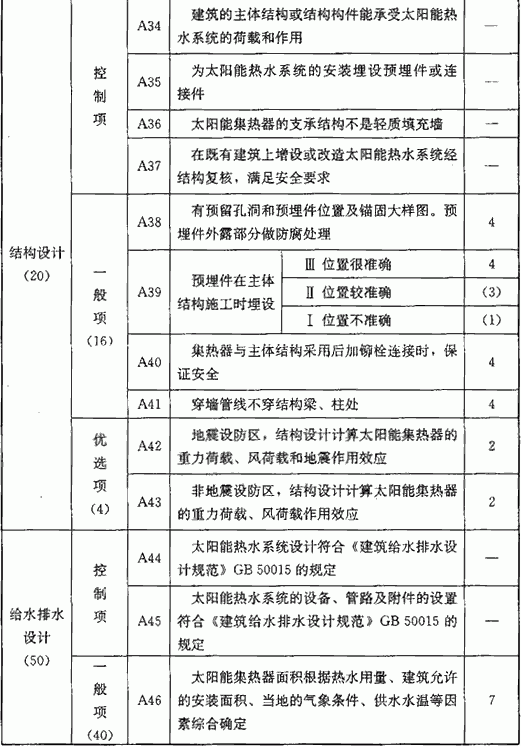 结构设计
(20)
控制项
A34
建筑的主体结构或结构构件能承受太阳能热
水系统的荷载和作用
—
A35
为太阳能热水系统的安装埋设预埋件或连
接件
—
A36
太阳能集热器的支承结构不是轻质填充墙
—
A37
在既有建筑上增设或改造太阳能热水系统经
结构复核，满足安全要求
—
一般项
(16)
A38
有预留孔洞和预埋件位置及锚固大样图。预
埋件外露部分做防腐处理
4
A39
预埋件在主体
结构施工时埋设
Ⅲ 位置很准确
4
Ⅱ 位置较准确
(3)
Ⅰ 位置不准确
(1)
A40
集热器与主体结构采用后加铆栓连接时，保
证安全
4
A41
穿墙管线不穿结构梁、柱处
4
优选项
(4)
A42
地震设防区，结构设计计算太阳能集热器的
重力荷载、风荷载和地震作用效应
2
A43
非地震设防区，结构设计计算太阳能集热器
的重力荷载、风荷载作用效应
2
给水排水
设计
(50)
控制项
A44
太阳能热水系统设计符合《建筑给水排水设
计规范》GB 50015 的规定
—
A45
太阳能热水系统的设备、管路及附件的设置
符合《建筑给水排水设计规范》GB 50015 的
规定
—
一般项
(40)
A46
太阳能集热器面积根据热水用量、建筑允许
的安装面积、当地的气象条件、供水水温等因
素综合确定
7